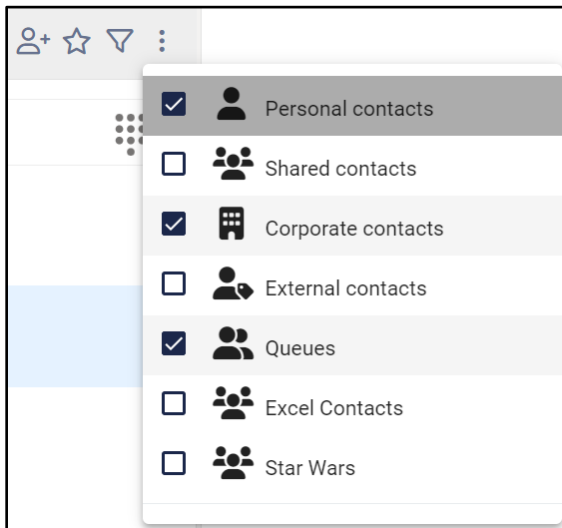 Personal contacts
Shared contacts
Corporate contacts
External contacts
Queues
Excel Contacts
Star Wars